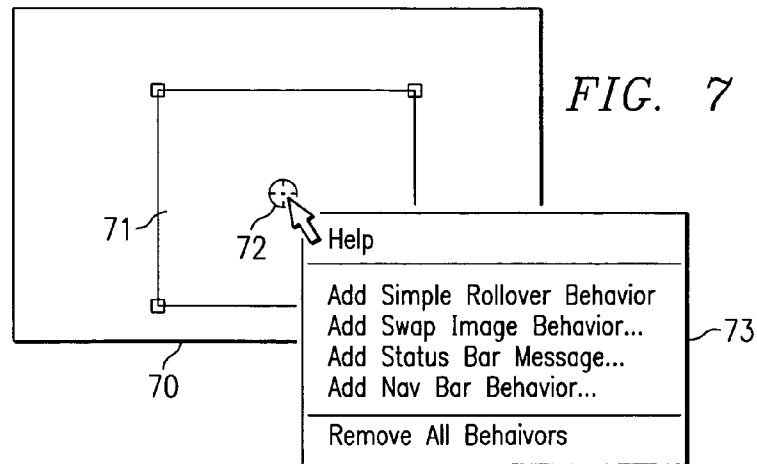 FIG. 7
71
72
Help
Add Simple Rollover Behavior
Add Swap Image Behavior...
Add Status Bar Message...
Add Nav Bar Behavior...
73
70
Remove All Behaivors